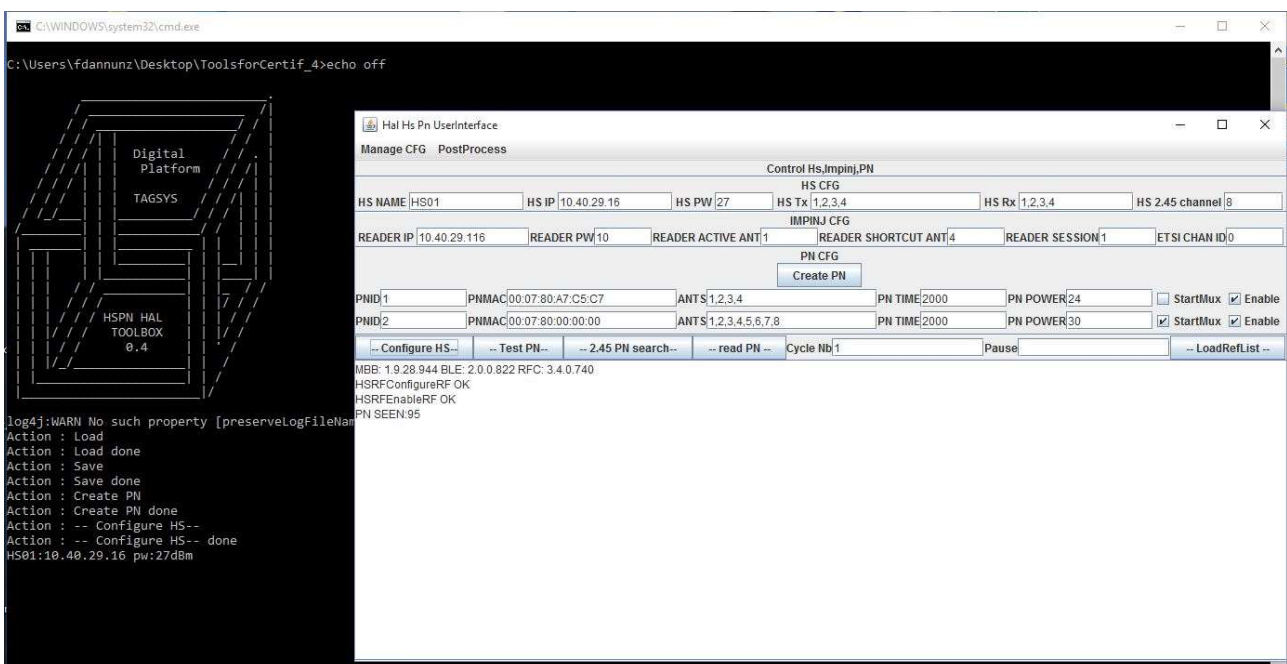 C:\WINDOWS\system32\cmd.exe
C:\Users\fdannunz\Desktop\ToolsforCertif_4>echo off
Digital
Platform
TAGSYS
HSPN HAL
TOOLBOX
0.4
log4j:WARN No such property [preserveLogFileNam
Action : Load
Action : Load done
Action : Save
Action : Save done
Action : Create PN
Action : Create PN done
Action : -- Configure HS--
Action : -- Configure HS-- done
HS01:10.40.29.16 pw:27dBm
Hal Hs Pn UserInterface
Manage CFG PostProcess
Control Hs,Impinj,PN
HS CFG
HS NAME HS01 HS IP 10.40.29.16 HS PW 27 HS Tx 1,2,3,4 HS Rx 1,2,3,4 HS 2.45 channel 8
IMPINJ CFG
READER IP 10.40.29.116 READER PW 10 READER ACTIVE ANT 1 READER SHORTCUT ANT 4 READER SESSION 1 ETSI CHAN ID 0
PN CFG
Create PN
PNID 1 PNMAC 00:07:80:A7:C5:C7 ANTS 1,2,3,4 PN TIME 2000 PN POWER 24 StartMux Enable
PNID 2 PNMAC 00:07:80:00:00:00 ANTS 1,2,3,4,5,6,7,8 PN TIME 2000 PN POWER 30 StartMux Enable
-- Configure HS-- -- Test PN-- -- 2.45 PN search-- -- read PN -- Cycle Nb 1 Pause -- LoadRefList --
MBB: 1.9.28.944 BLE: 2.0.0.822 RFC: 3.4.0.740
HSRFConfigureRF OK
HSRFEnableRF OK
PN SEEN:95